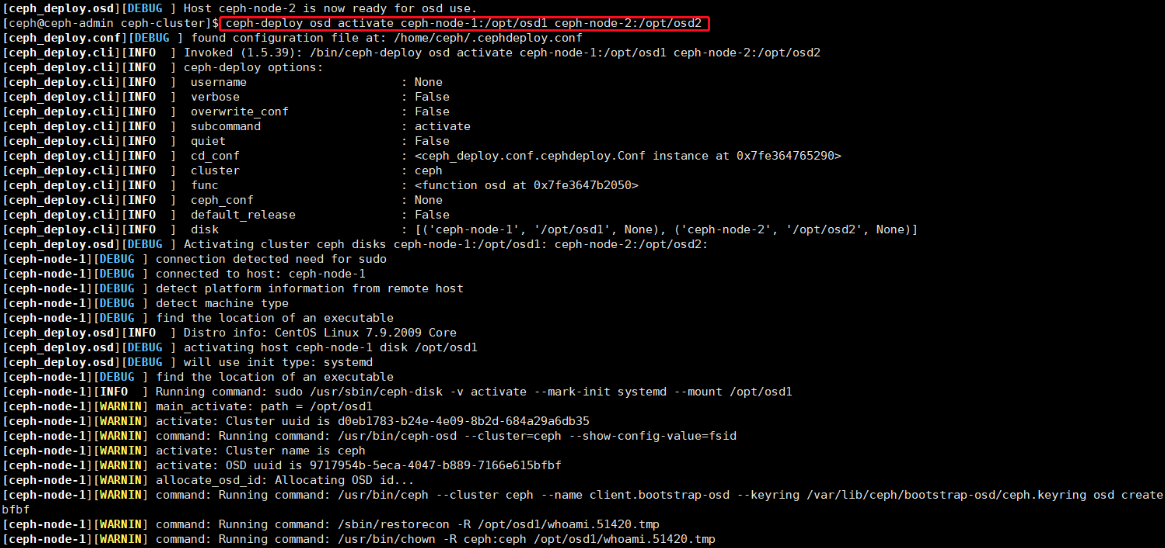 [ceph_deploy.osd][DEBUG ] Host ceph-node-2 is now ready for osd use.
[ceph@ceph-admin ceph-cluster]$ ceph-deploy osd activate ceph-node-1:/opt/osd1 ceph-node-2:/opt/osd2
[ceph_deploy.conf][DEBUG ] found configuration file at: /home/ceph/.cephdeploy.conf
[ceph_deploy.cli][INFO  ] Invoked (1.5.39): /bin/ceph-deploy osd activate ceph-node-1:/opt/osd1 ceph-node-2:/opt/osd2
[ceph_deploy.cli][INFO  ] ceph-deploy options:
[ceph_deploy.cli][INFO  ]  username                      : None
[ceph_deploy.cli][INFO  ]  verbose                       : False
[ceph_deploy.cli][INFO  ]  overwrite_conf                : False
[ceph_deploy.cli][INFO  ]  subcommand                    : activate
[ceph_deploy.cli][INFO  ]  quiet                         : False
[ceph_deploy.cli][INFO  ]  cd_conf                       : <ceph_deploy.conf.cephdeploy.Conf instance at 0x7fe364765290>
[ceph_deploy.cli][INFO  ]  cluster                       : ceph
[ceph_deploy.cli][INFO  ]  func                          : <function osd at 0x7fe3647b2050>
[ceph_deploy.cli][INFO  ]  ceph_conf                     : None
[ceph_deploy.cli][INFO  ]  default_release               : False
[ceph_deploy.cli][INFO  ]  disk                          : [('ceph-node-1', '/opt/osd1', None), ('ceph-node-2', '/opt/osd2', None)]
[ceph_deploy.osd][DEBUG ] Activating cluster ceph disks ceph-node-1:/opt/osd1: ceph-node-2:/opt/osd2:
[ceph-node-1][DEBUG ] connection detected need for sudo
[ceph-node-1][DEBUG ] connected to host: ceph-node-1
[ceph-node-1][DEBUG ] detect platform information from remote host
[ceph-node-1][DEBUG ] detect machine type
[ceph-node-1][DEBUG ] find the location of an executable
[ceph_deploy.osd][INFO  ] Distro info: CentOS Linux 7.9.2009 Core
[ceph_deploy.osd][DEBUG ] activating host ceph-node-1 disk /opt/osd1
[ceph_deploy.osd][DEBUG ] will use init type: systemd
[ceph-node-1][DEBUG ] find the location of an executable
[ceph-node-1][INFO  ] Running command: sudo /usr/sbin/ceph-disk -v activate --mark-init systemd --mount /opt/osd1
[ceph-node-1][WARNIN] main_activate: path = /opt/osd1
[ceph-node-1][WARNIN] activate: Cluster uuid is d0eb1783-b24e-4e09-8b2d-684a29a6db35
[ceph-node-1][WARNIN] command: Running command: /usr/bin/ceph-osd --cluster=ceph --show-config-value=fsid
[ceph-node-1][WARNIN] activate: Cluster name is ceph
[ceph-node-1][WARNIN] activate: OSD uuid is 9717954b-5eca-4047-b889-7166e615bfbf
[ceph-node-1][WARNIN] allocate_osd_id: Allocating OSD id...
[ceph-node-1][WARNIN] command: Running command: /usr/bin/ceph --cluster ceph --name client.bootstrap-osd --keyring /var/lib/ceph/bootstrap-osd/ceph.keyring osd create
bfbf
[ceph-node-1][WARNIN] command: Running command: /sbin/restorecon -R /opt/osd1/whoami.51420.tmp
[ceph-node-1][WARNIN] command: Running command: /usr/bin/chown -R ceph:ceph /opt/osd1/whoami.51420.tmp